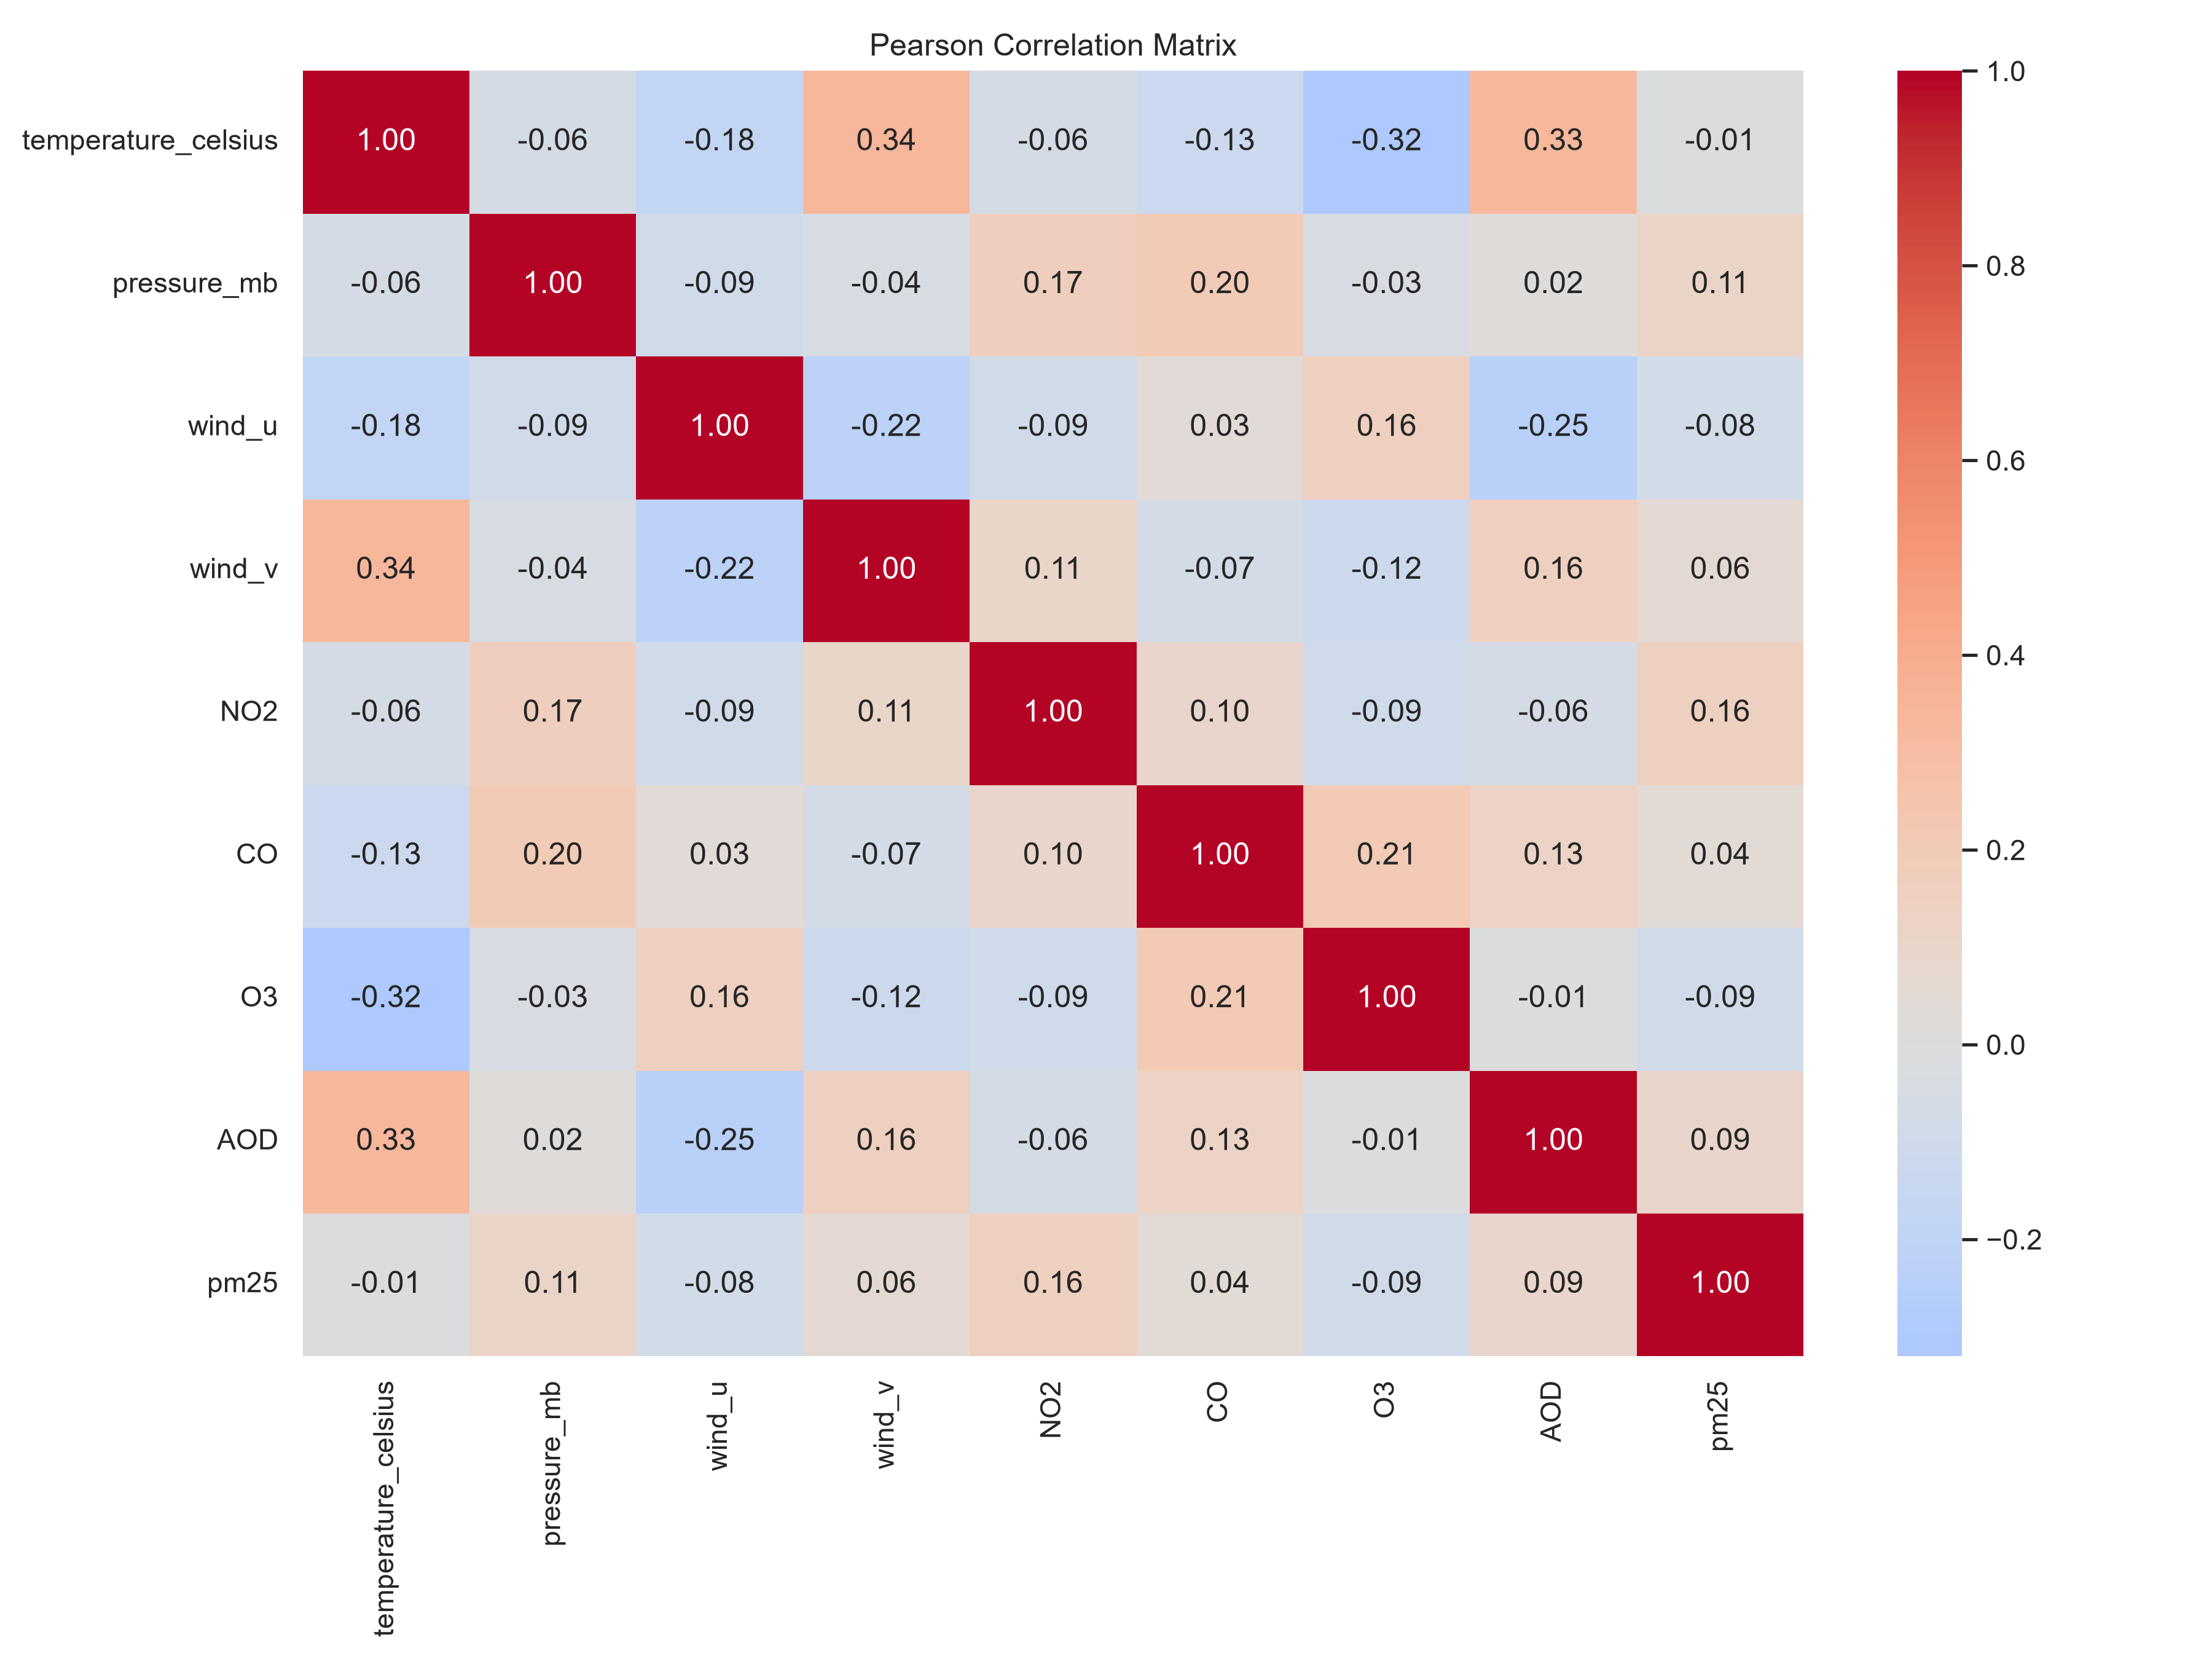 Pearson Correlation Matrix
temperature_celsius 1.00 -0.06 -0.18 0.34 -0.06 -0.13 -0.32 0.33 -0.01
pressure_mb -0.06 1.00 -0.09 -0.04 0.17 0.20 -0.03 0.02 0.11
wind_u -0.18 -0.09 1.00 -0.22 -0.09 0.03 0.16 -0.25 -0.08
wind_v 0.34 -0.04 -0.22 1.00 0.11 -0.07 -0.12 0.16 0.06
NO2 -0.06 0.17 -0.09 0.11 1.00 0.10 -0.09 -0.06 0.16
CO -0.13 0.20 0.03 -0.07 0.10 1.00 0.21 0.13 0.04
O3 -0.32 -0.03 0.16 -0.12 -0.09 0.21 1.00 -0.01 -0.09
AOD 0.33 0.02 -0.25 0.16 -0.06 0.13 -0.01 1.00 0.09
pm25 -0.01 0.11 -0.08 0.06 0.16 0.04 -0.09 0.09 1.00
temperature_celsius pressure_mb wind_u wind_v NO2 CO O3 AOD pm25
1.0
0.8
0.6
0.4
0.2
0.0
−0.2